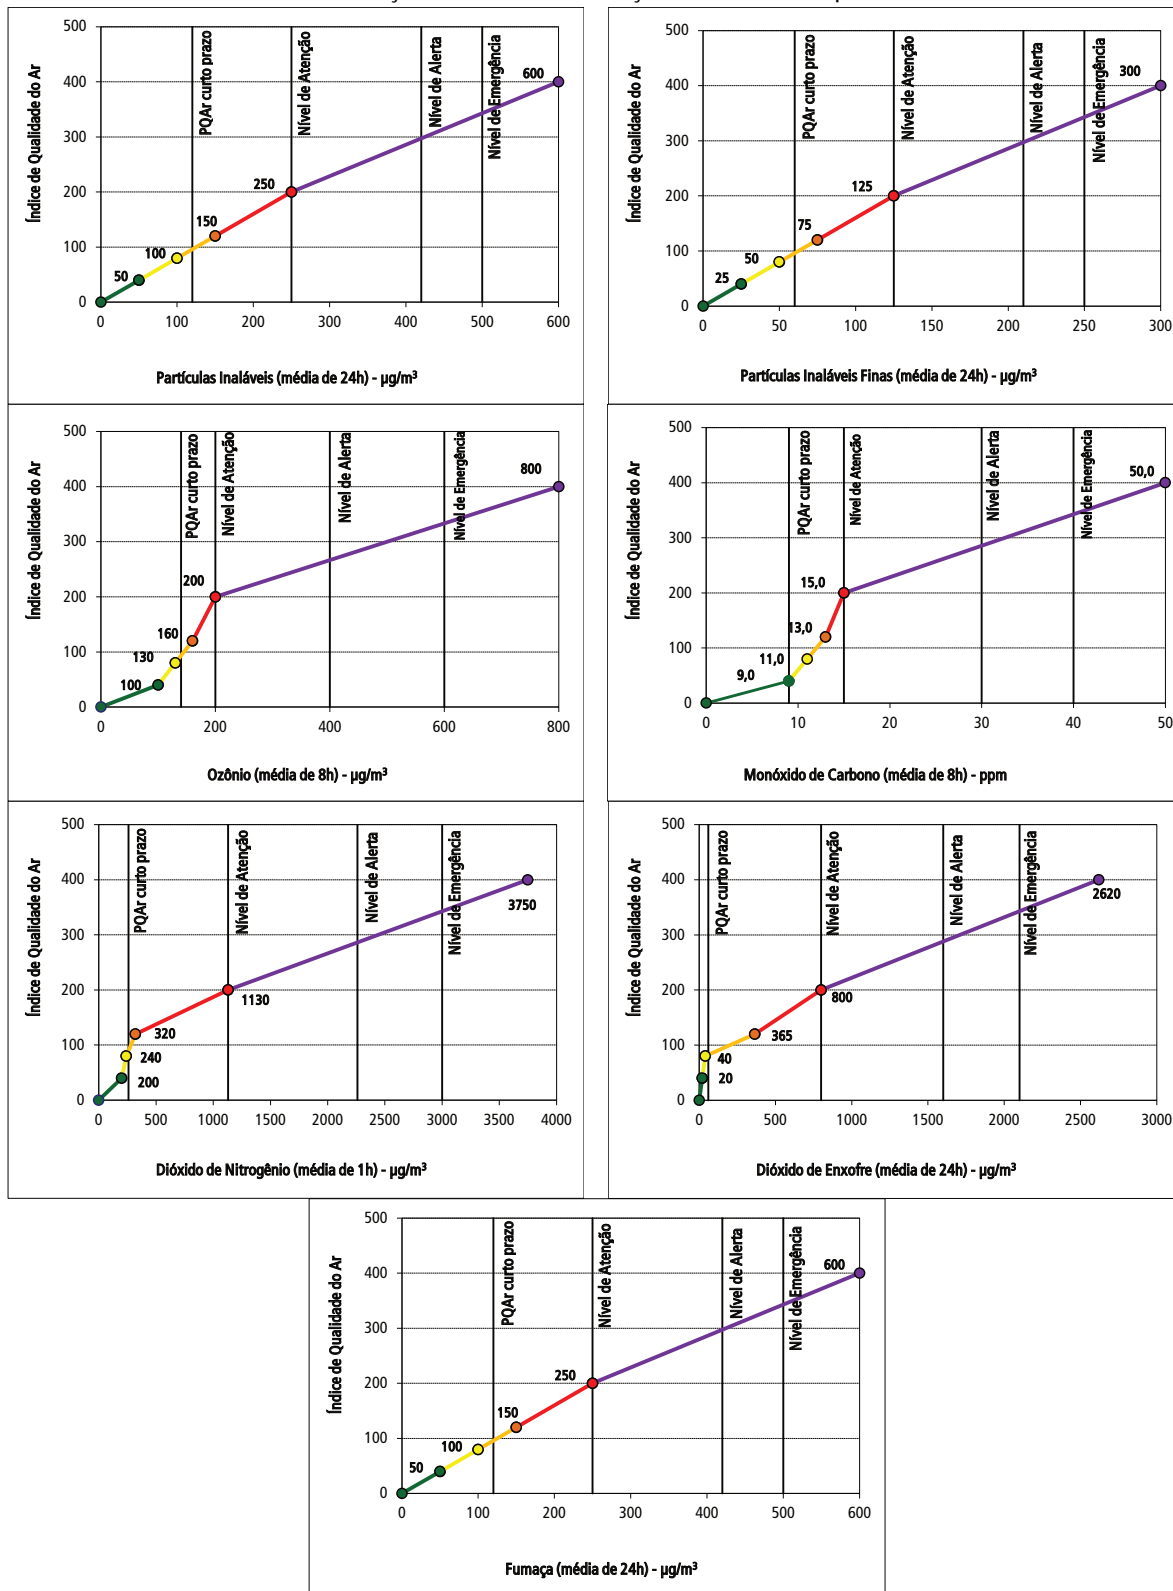 500
400
300
200
100
0
Índice de Qualidade do Ar
0 100 200 300 400 500 600
50
100
150
250
600
PQAr curto prazo
Nível de Atenção
Nível de Alerta
Nível de Emergência
Partículas Inaláveis (média de 24h) - µg/m³
500
400
300
200
100
0
Índice de Qualidade do Ar
0 50 100 150 200 250 300
25
50
75
125
300
PQAr curto prazo
Nível de Atenção
Nível de Alerta
Nível de Emergência
Partículas Inaláveis Finas (média de 24h) - µg/m³
500
400
300
200
100
0
Índice de Qualidade do Ar
0 200 400 600 800
100
130
160
200
800
PQAr curto prazo
Nível de Atenção
Nível de Alerta
Nível de Emergência
Ozônio (média de 8h) - µg/m³
500
400
300
200
100
0
Índice de Qualidade do Ar
0 10 20 30 40 50
9,0
11,0
13,0
15,0
50,0
PQAr curto prazo
Nível de Atenção
Nível de Alerta
Nível de Emergência
Monóxido de Carbono (média de 8h) - ppm
500
400
300
200
100
0
Índice de Qualidade do Ar
0 500 1000 1500 2000 2500 3000 3500 4000
200
240
320
1130
3750
PQAr curto prazo
Nível de Atenção
Nível de Alerta
Nível de Emergência
Dióxido de Nitrogênio (média de 1h) - µg/m³
500
400
300
200
100
0
Índice de Qualidade do Ar
0 500 1000 1500 2000 2500 3000
20
40
365
800
2620
PQAr curto prazo
Nível de Atenção
Nível de Alerta
Nível de Emergência
Dióxido de Enxofre (média de 24h) - µg/m³
500
400
300
200
100
0
Índice de Qualidade do Ar
0 100 200 300 400 500 600
50
100
150
250
600
PQAr curto prazo
Nível de Atenção
Nível de Alerta
Nível de Emergência
Fumaça (média de 24h) - µg/m³